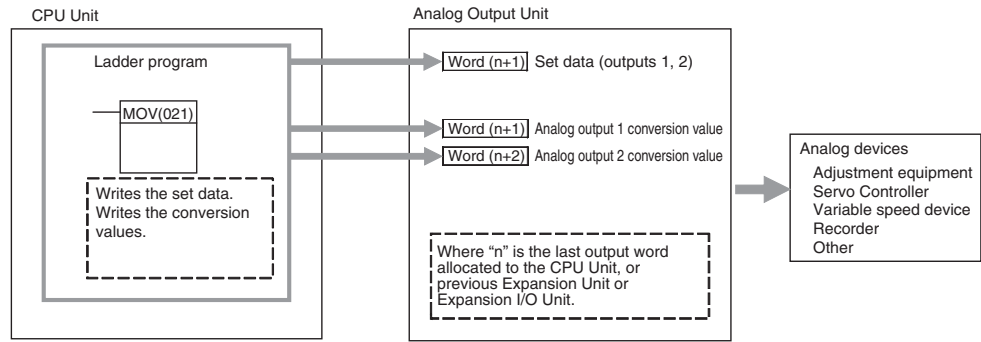 CPU Unit
Analog Output Unit
Ladder program
MOV(021)
Writes the set data.
Writes the conversion
values.
Word (n+1) Set data (outputs 1, 2)
Word (n+1) Analog output 1 conversion value
Word (n+2) Analog output 2 conversion value
Where “n” is the last output word
allocated to the CPU Unit, or
previous Expansion Unit or
Expansion I/O Unit.
Analog devices
Adjustment equipment
Servo Controller
Variable speed device
Recorder
Other